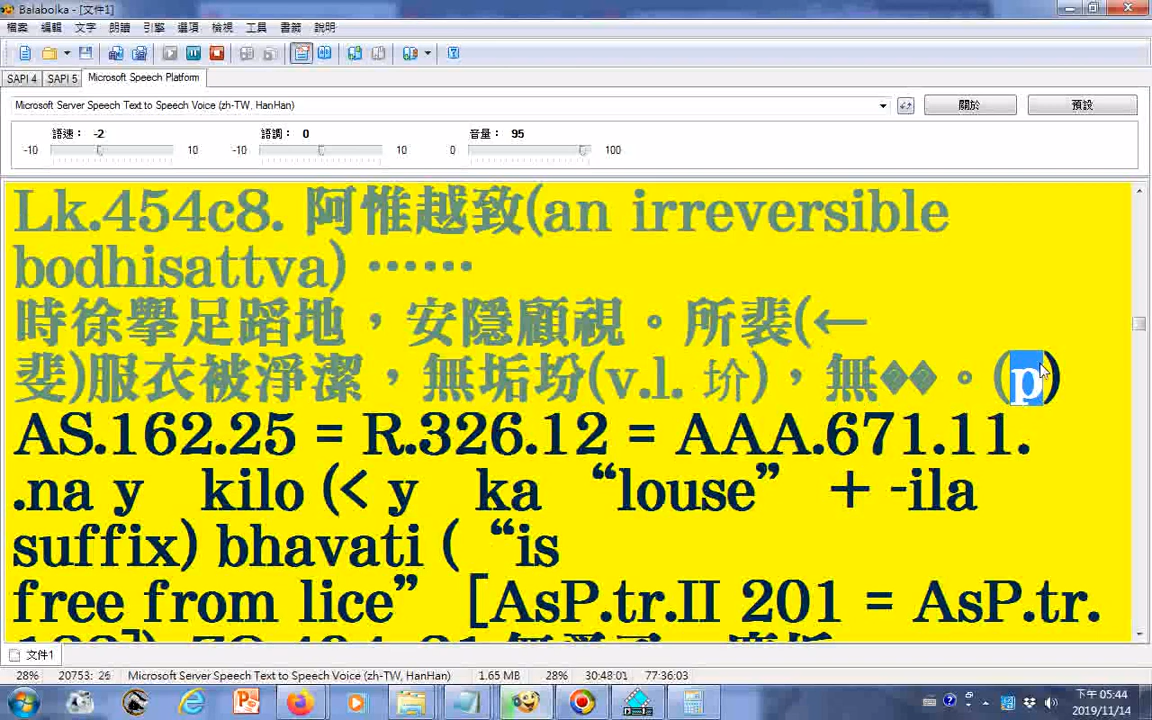 Balabolka - [文件1]
檔案 編輯 文字 朗讀 引擎 選項 檢視 工具 書籤 說明
SAPI 4 SAPI 5 Microsoft Speech Platform
Microsoft Server Speech Text to Speech Voice (zh-TW, HanHan) 關於 預設
語速： -2 語調： 0 音量： 95
-10 10 -10 10 0 100
Lk.454c8. 阿惟越致(an irreversible
bodhisattva) ……
時徐擧足蹈地，安隱顧視。所裴(←
斐)服衣被淨潔，無垢坋(v.l. 坋)，無��。(p)
AS.162.25 = R.326.12 = AAA.671.11.
.na y kilo (< y ka “louse” + -ila
suffix) bhavati ( “is
free from lice” [AsP.tr.II 201 = AsP.tr.
文件1
28% 20753: 26 Microsoft Server Speech Text to Speech Voice (zh-TW, HanHan) 1.65 MB 28% 30:48:01 77:36:03
下午 05:44
2019/11/14